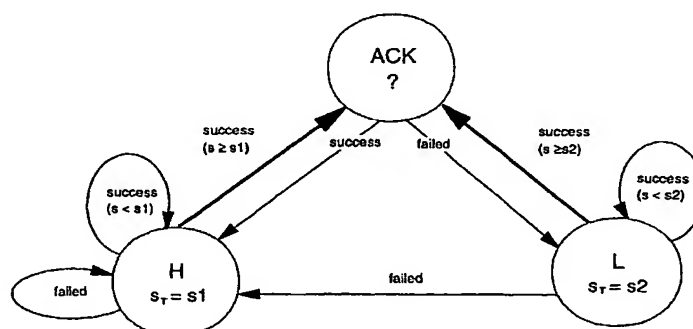 ACK
?
success
(s ≥ s1)
success
failed
success
(s ≥s2)
success
(s < s1)
success
(s < s2)
H
s_T = s1
failed
failed
L
s_T = s2